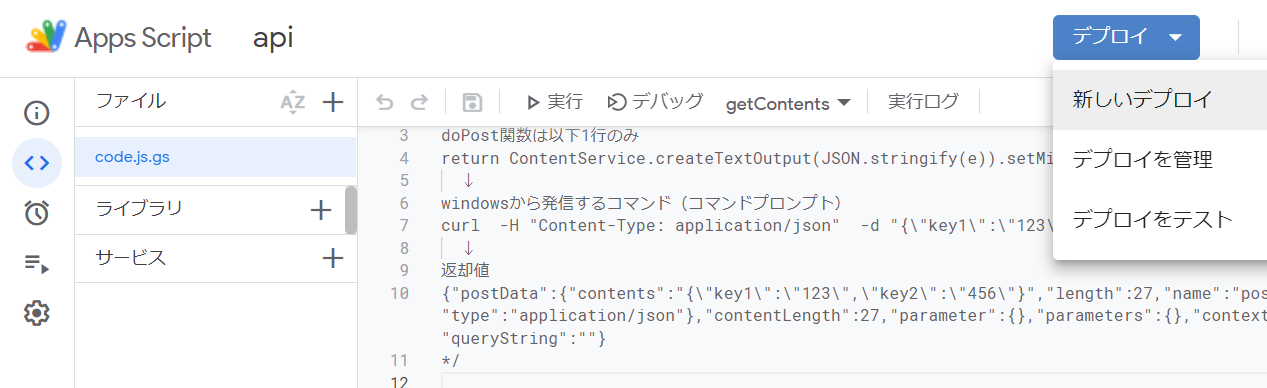 Apps Script api デプロイ
ファイル
AZ
実行 デバッグ getContents 実行ログ
新しいデプロイ
デプロイを管理
デプロイをテスト
code.js.gs
ライブラリ
サービス
3 doPost関数は以下1行のみ
4 return ContentService.createTextOutput(JSON.stringify(e)).setMi
5 ↓
6 windowsから発信するコマンド（コマンドプロンプト）
7 curl -H "Content-Type: application/json" -d "{\"key1\":\"123\
8 ↓
9 返却値
10 {"postData":{"contents":"{\"key1\":\"123\",\"key2\":\"456\"}","length":27,"name":"pos
"type":"application/json"},"contentLength":27,"parameter":{},"parameters":{},"context
"queryString":""}
11 */
12